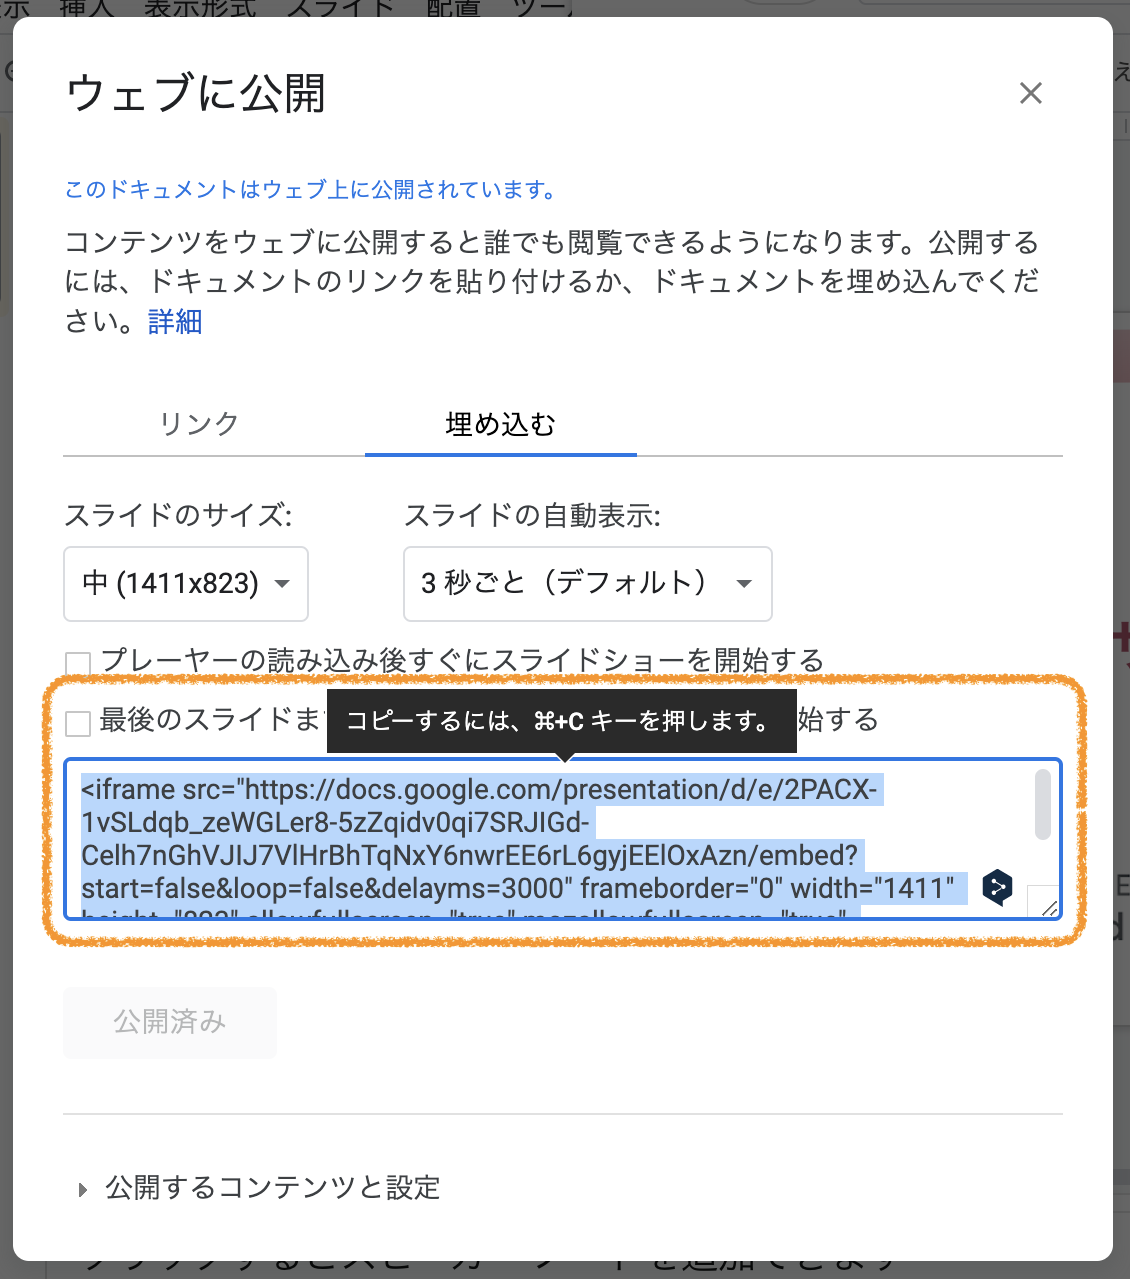 挿入 表示形式 スライド 配置 ツー
ウェブに公開
このドキュメントはウェブ上に公開されています。
コンテンツをウェブに公開すると誰でも閲覧できるようになります。公開する
には、ドキュメントのリンクを貼り付けるか、ドキュメントを埋め込んでくだ
さい。詳細
リンク 埋め込む
スライドのサイズ: スライドの自動表示:
中 (1411x823) 3 秒ごと（デフォルト）
プレーヤーの読み込み後すぐにスライドショーを開始する
最後のスライドま コピーするには、⌘+C キーを押します。 始する
<iframe src="https://docs.google.com/presentation/d/e/2PACX-
1vSLdqb_zeWGLer8-5zZqidv0qi7SRJIGd-
Celh7nGhVJIJ7VlHrBhTqNxY6nwrEE6rL6gyjEElOxAzn/embed?
start=false&loop=false&delayms=3000" frameborder="0" width="1411"
height="823" allowfullscreen="true" mozallowfullscreen="true"
公開済み
公開するコンテンツと設定